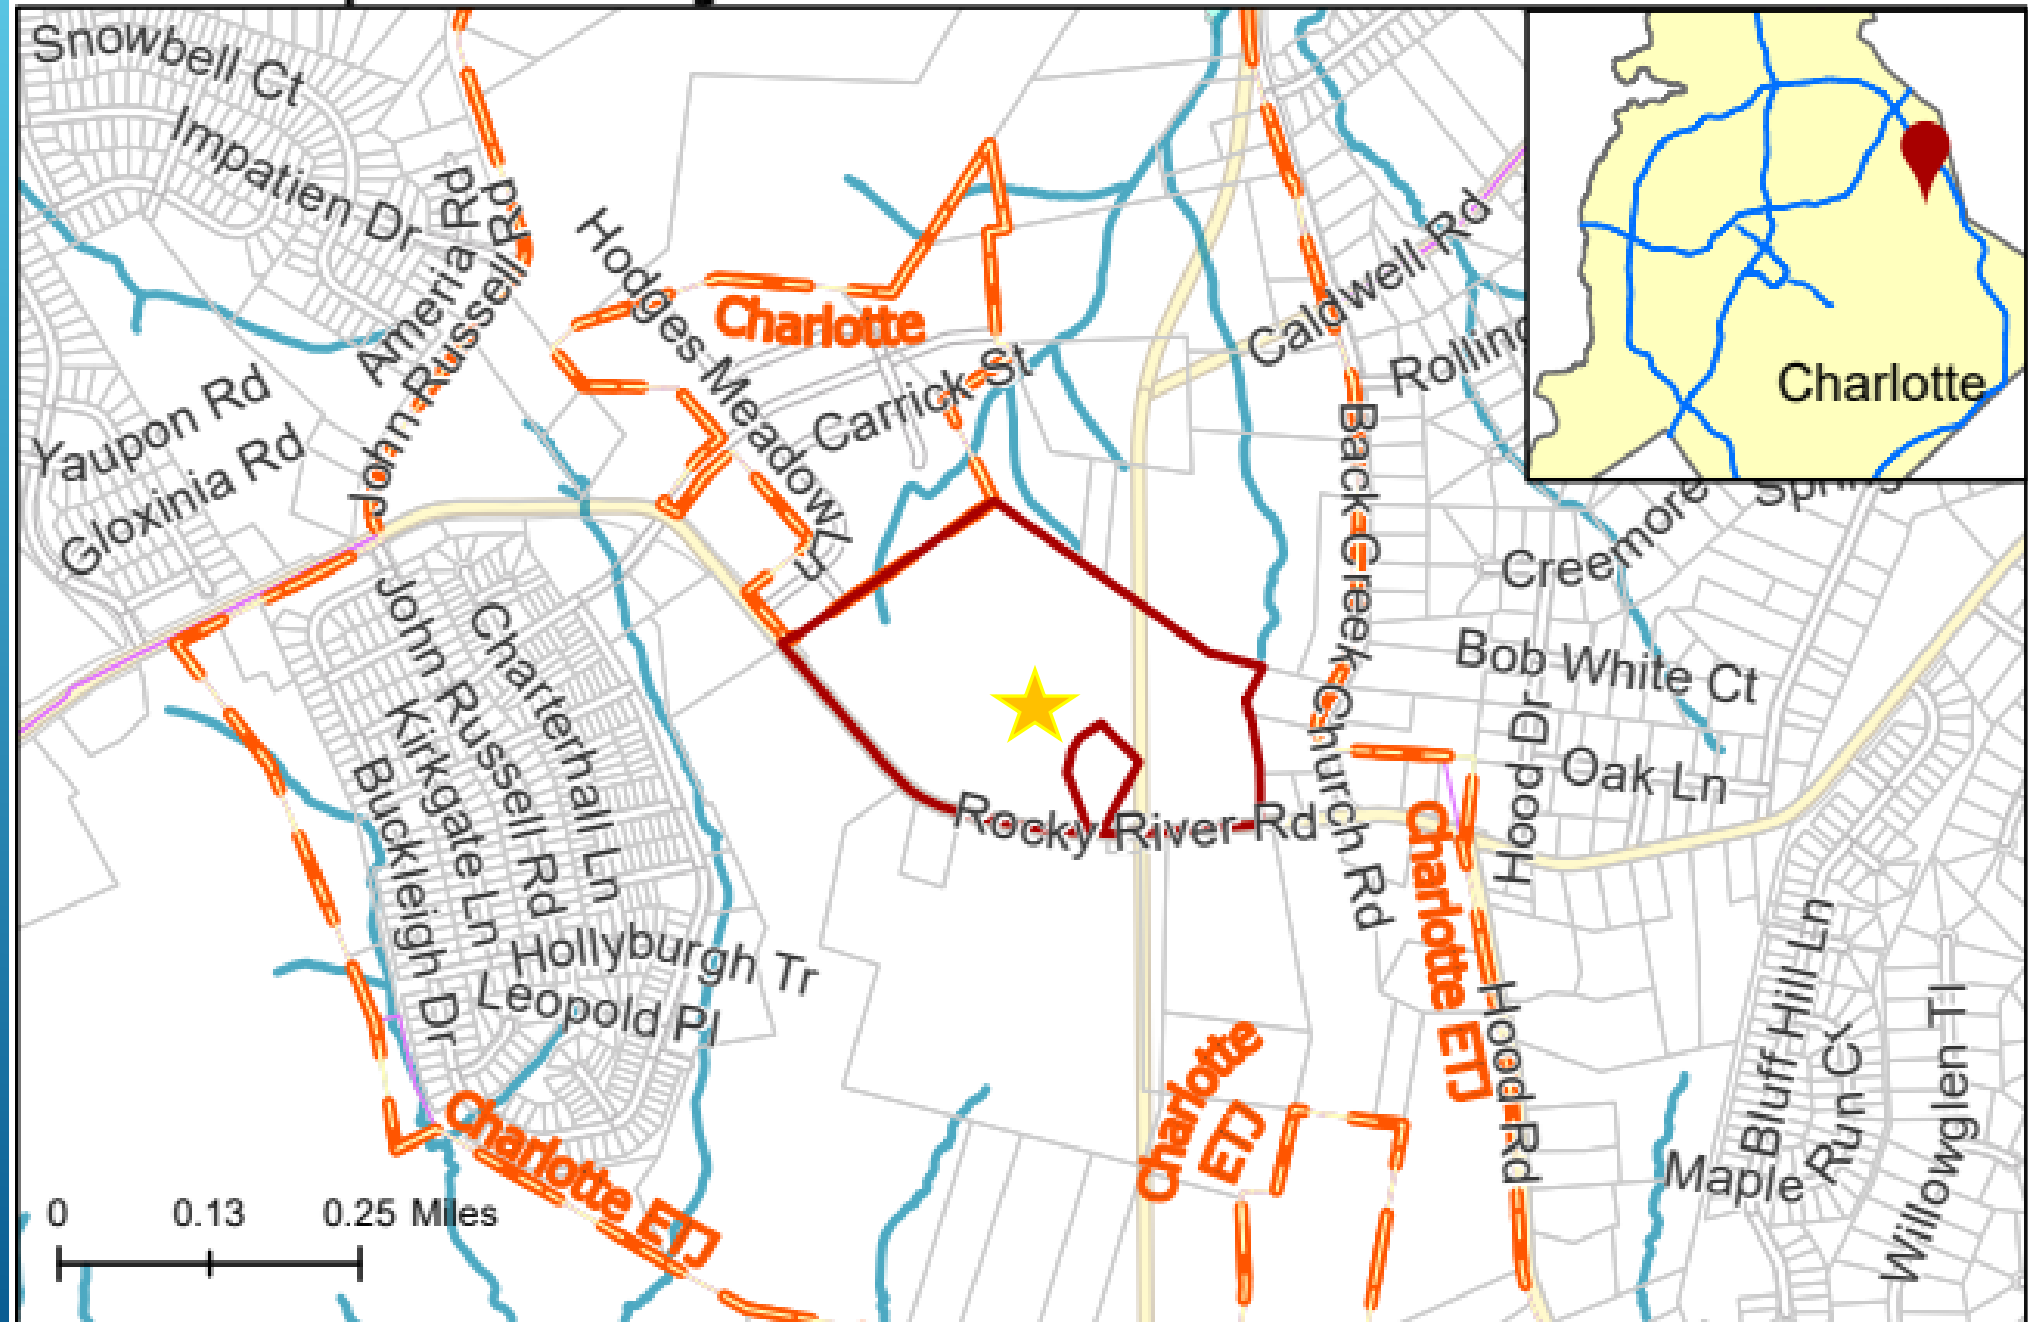 Snowbell Ct
Impatien Dr
Ameria Rd
John Russell Rd
Hodges Meadow Ln
Charlotte
Carrick St
Caldwell Rd
Rolling
Charlotte
Yaupon Rd
Gloxinia Rd
Back Creek Church Rd
Creemore
Spring
John Russell Rd
Charterhall Ln
Kirkgate Ln
Buckleigh Dr
Bob White Ct
Hood Dr
Oak Ln
Rocky River Rd
Charlotte ETJ
Hollyburgh Tr
Leopold Pl
Hood Rd
Bluff Hill Ln
Run Ct
Willowglen Tl
Maple
Charlotte
ETJ
Charlotte ETJ
0 0.13 0.25 Miles